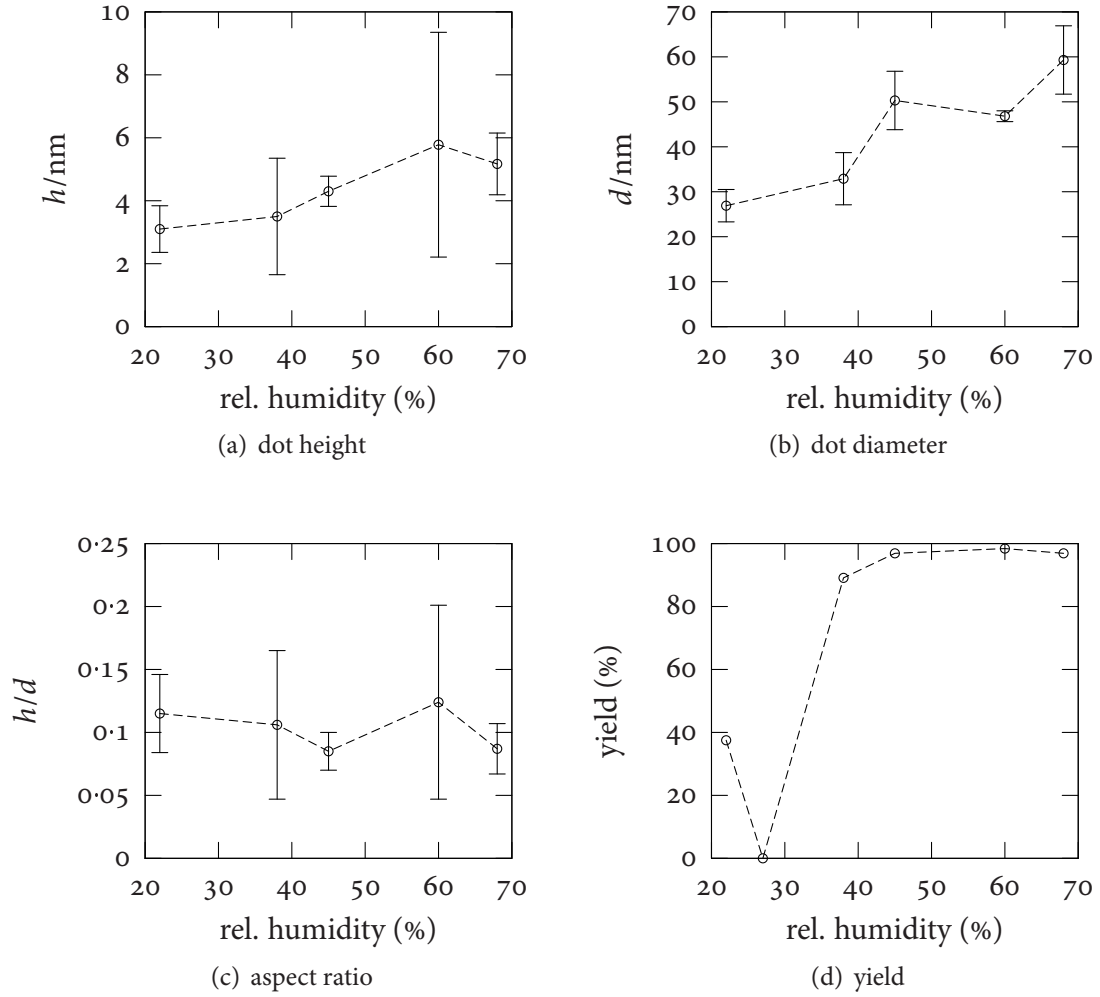 10
8
6
4
2
0
h/nm
20 30 40 50 60 70
rel. humidity (%)
(a) dot height
70
60
50
40
30
20
10
0
d/nm
20 30 40 50 60 70
rel. humidity (%)
(b) dot diameter
0·25
0·2
0·15
0·1
0·05
0
h/d
20 30 40 50 60 70
rel. humidity (%)
(c) aspect ratio
100
80
60
40
20
0
yield (%)
20 30 40 50 60 70
rel. humidity (%)
(d) yield